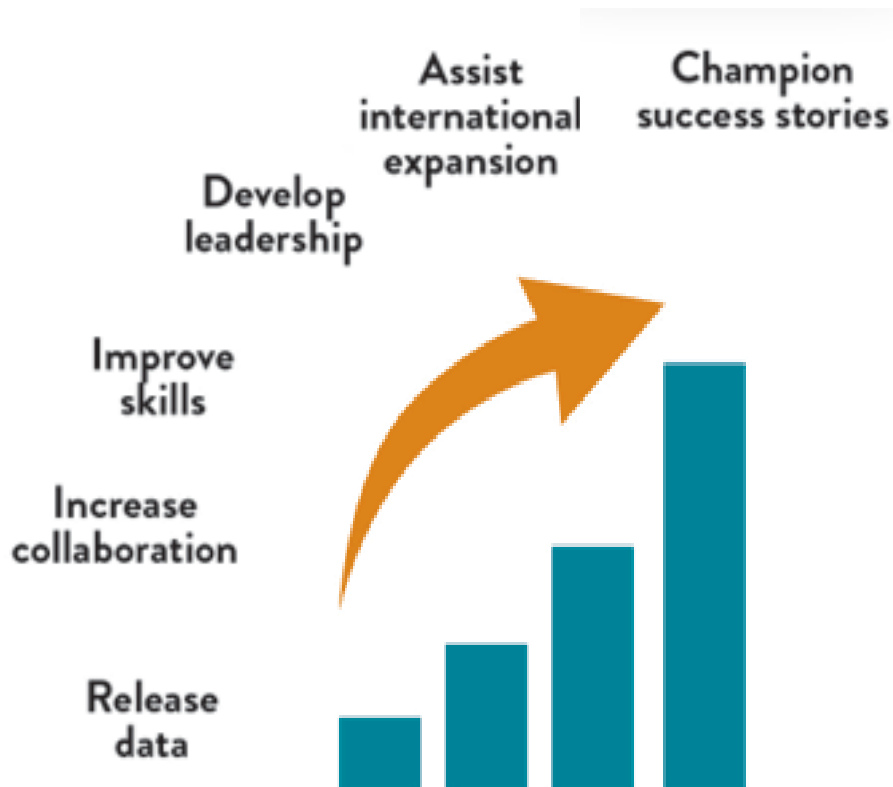 Assist
international
expansion
Champion
success stories
Develop
leadership
Improve
skills
Increase
collaboration
Release
data